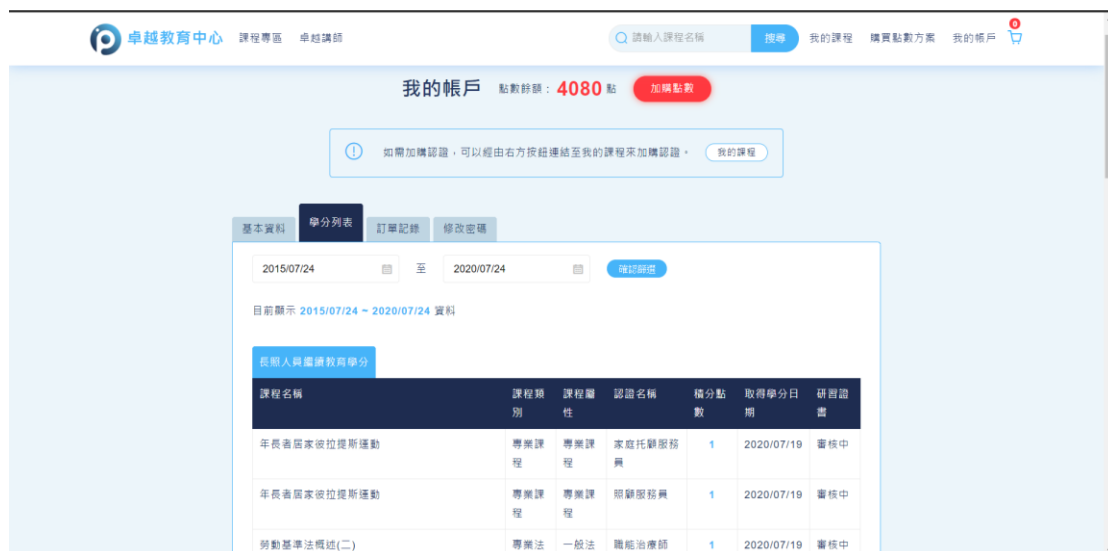 卓越教育中心 課程專區 卓越講師 請輸入課程名稱 搜尋 我的課程 購買點數方案 我的帳戶 0
我的帳戶 點數餘額：4080 點 加購點數
如需加購認證，可以經由右方按鈕連結至我的課程來加購認證。 我的課程
基本資料 學分列表 訂單記錄 修改密碼
2015/07/24 至 2020/07/24 確認篩選
目前顯示 2015/07/24 ~ 2020/07/24 資料
長照人員繼續教育學分
課程名稱 課程類別 課程屬性 認證名稱 積分點數 取得學分日期 研習證書
年長者居家彼拉提斯運動 專業課程 專業課程 家庭托顧服務員 1 2020/07/19 審核中
年長者居家彼拉提斯運動 專業課程 專業課程 照顧服務員 1 2020/07/19 審核中
勞動基準法概述(二) 專業法 一般法 職能治療師 1 2020/07/19 審核中